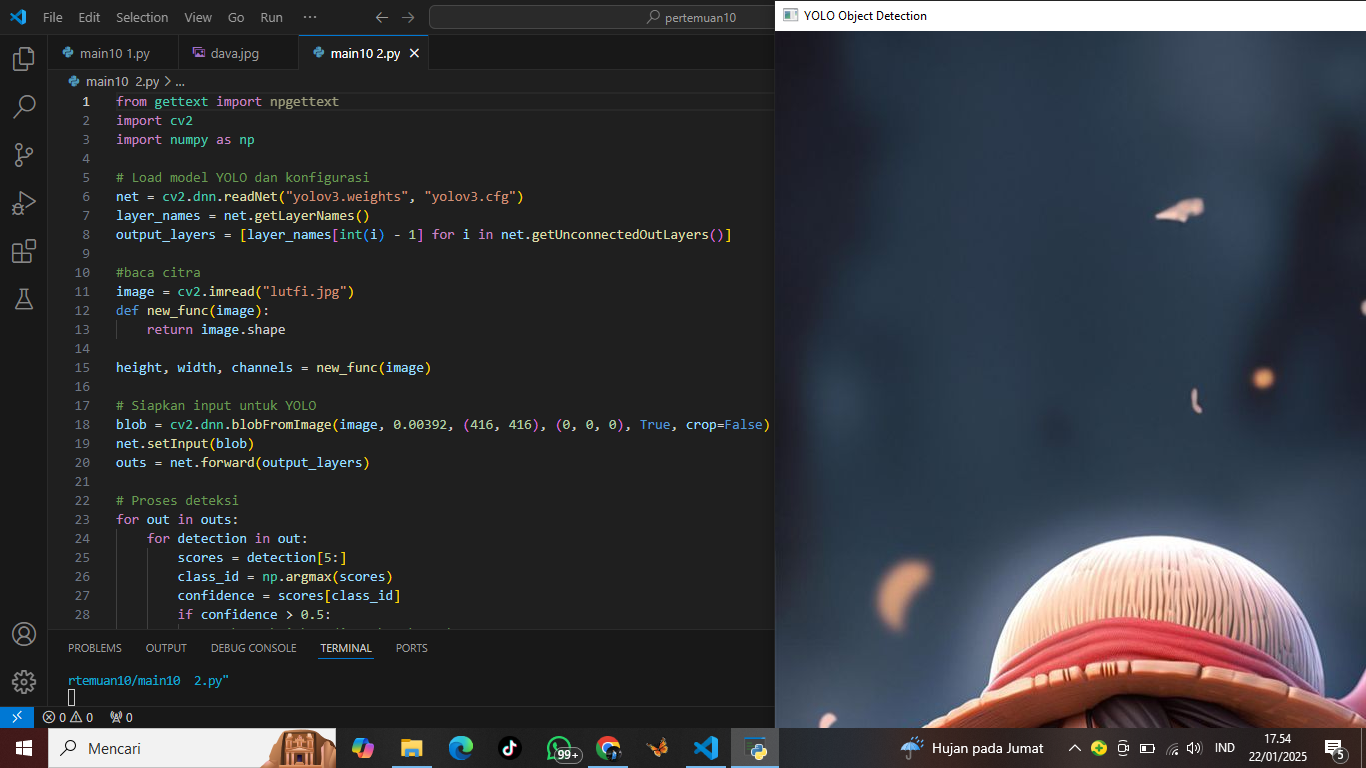 File Edit Selection View Go Run ··· pertemuan10
YOLO Object Detection
main10 1.py dava.jpg main10 2.py
main10 2.py > ...
1 from gettext import npgettext
2 import cv2
3 import numpy as np
4
5 # Load model YOLO dan konfigurasi
6 net = cv2.dnn.readNet("yolov3.weights", "yolov3.cfg")
7 layer_names = net.getLayerNames()
8 output_layers = [layer_names[int(i) - 1] for i in net.getUnconnectedOutLayers()]
9
10 #baca citra
11 image = cv2.imread("lutfi.jpg")
12 def new_func(image):
13 return image.shape
14
15 height, width, channels = new_func(image)
16
17 # Siapkan input untuk YOLO
18 blob = cv2.dnn.blobFromImage(image, 0.00392, (416, 416), (0, 0, 0), True, crop=False)
19 net.setInput(blob)
20 outs = net.forward(output_layers)
21
22 # Proses deteksi
23 for out in outs:
24 for detection in out:
25 scores = detection[5:]
26 class_id = np.argmax(scores)
27 confidence = scores[class_id]
28 if confidence > 0.5:
PROBLEMS OUTPUT DEBUG CONSOLE TERMINAL PORTS
rtemuan10/main10 2.py"
0 0 0
Mencari
99+
Hujan pada Jumat
IND
17.54
22/01/2025
5